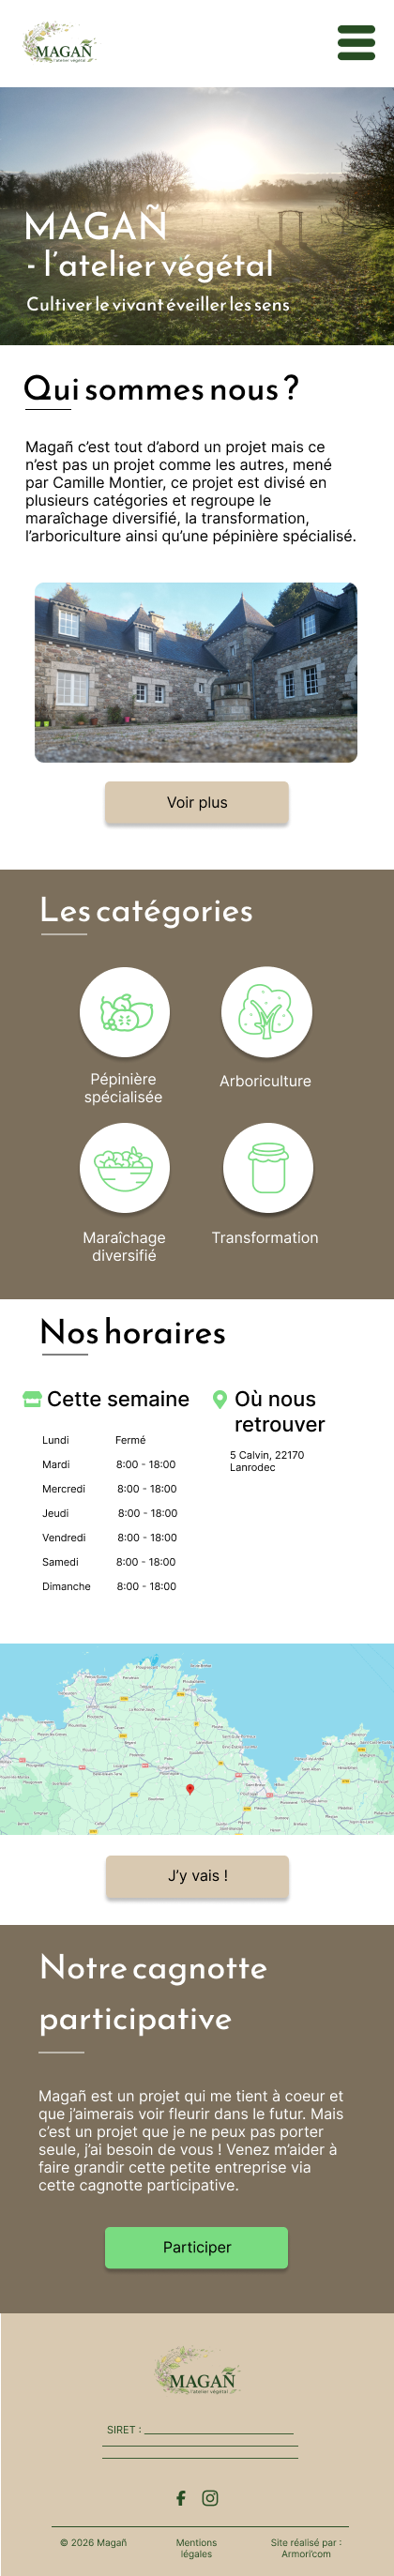 MAGAÑ
l'atelier végétal
MAGAÑ
- l'atelier végétal
Cultiver le vivant éveiller les sens
Qui sommes nous ?
Magañ c'est tout d'abord un projet mais ce
n'est pas un projet comme les autres, mené
par Camille Montier, ce projet est divisé en
plusieurs catégories et regroupe le
maraîchage diversifié, la transformation,
l'arboriculture ainsi qu'une pépinière spécialisé.
Voir plus
Les catégories
Pépinière
spécialisée
Arboriculture
Maraîchage
diversifié
Transformation
Nos horaires
Cette semaine
Lundi Fermé
Mardi 8:00 - 18:00
Mercredi 8:00 - 18:00
Jeudi 8:00 - 18:00
Vendredi 8:00 - 18:00
Samedi 8:00 - 18:00
Dimanche 8:00 - 18:00
Où nous
retrouver
5 Calvin, 22170
Lanrodec
J'y vais !
Notre cagnotte
participative
Magañ est un projet qui me tient à coeur et
que j'aimerais voir fleurir dans le futur. Mais
c'est un projet que je ne peux pas porter
seule, j'ai besoin de vous ! Venez m'aider à
faire grandir cette petite entreprise via
cette cagnotte participative.
Participer
MAGAÑ
l'atelier végétal
SIRET :
© 2026 Magañ
Mentions
légales
Site réalisé par :
Armori'com